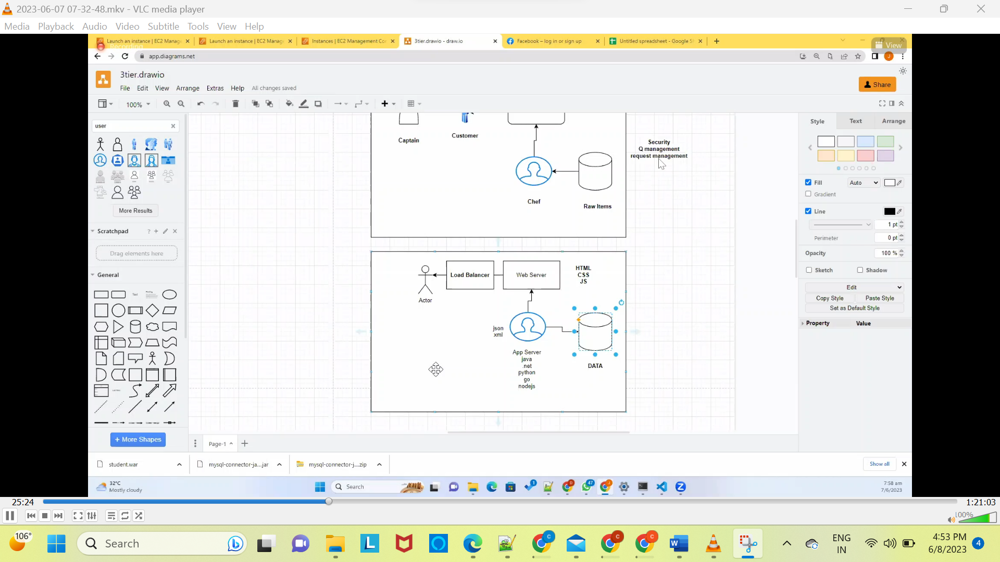 2023-06-07 07-32-48.mkv - VLC media player
Media Playback Audio Video Subtitle Tools View Help
Launch an instance | EC2 Manag
Launch an instance | EC2 Manag
Instances | EC2 Management Co
3tier.drawio - draw.io
Facebook – log in or sign up
Untitled spreadsheet - Google S
Recording
View
app.diagrams.net
J
3tier.drawio
File Edit View Arrange Extras Help All changes saved
Share
100%
user
Style Text Arrange
Captain
Customer
Security
Q management
request management
Fill Auto
Gradient
Chef
Raw Items
More Results
Line
1 pt
Scratchpad ?
Perimeter 0 pt
Drag elements here
Opacity 100 %
General
Load Balancer
Web Server
HTML
CSS
JS
Sketch Shadow
Edit
Text
Actor
Copy Style Paste Style
Set as Default Style
Property Value
json
xml
App Server
java
.net
python
go
nodejs
DATA
+ More Shapes
Page-1
student.war
mysql-connector-ja....jar
mysql-connector-j....zip
Show all
32°C
Mostly cloudy
Search
1
D
47
J
Z
7:58 am
7/6/2023
25:24
1:21:03
100%
106°
Search
L
C
C
C
W
ENG
IN
4:53 PM
6/8/2023
4